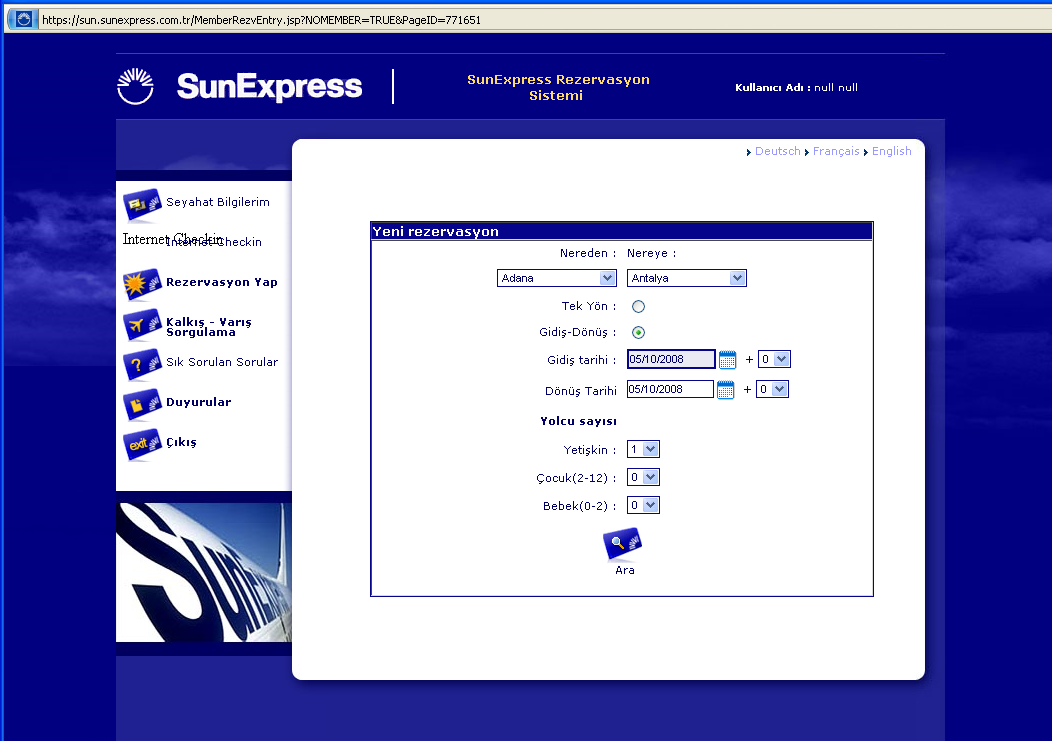 https://sun.sunexpress.com.tr/MemberRezvEntry.jsp?NOMEMBER=TRUE&PageID=771651
SunExpress
SunExpress Rezervasyon
Sistemi
Kullanıcı Adı : null null
Deutsch Français English
Seyahat Bilgilerim
Internet Checkin
Internet Checkin
Rezervasyon Yap
Kalkış - Varış
Sorgulama
? Sık Sorulan Sorular
Duyurular
exit Çıkış
SunExpress
Yeni rezervasyon
Nereden : Nereye :
Adana Antalya
Tek Yön :
Gidiş-Dönüş :
Gidiş tarihi : 05/10/2008 + 0
Dönüş Tarihi 05/10/2008 + 0
Yolcu sayısı
Yetişkin : 1
Çocuk(2-12) : 0
Bebek(0-2) : 0
Ara